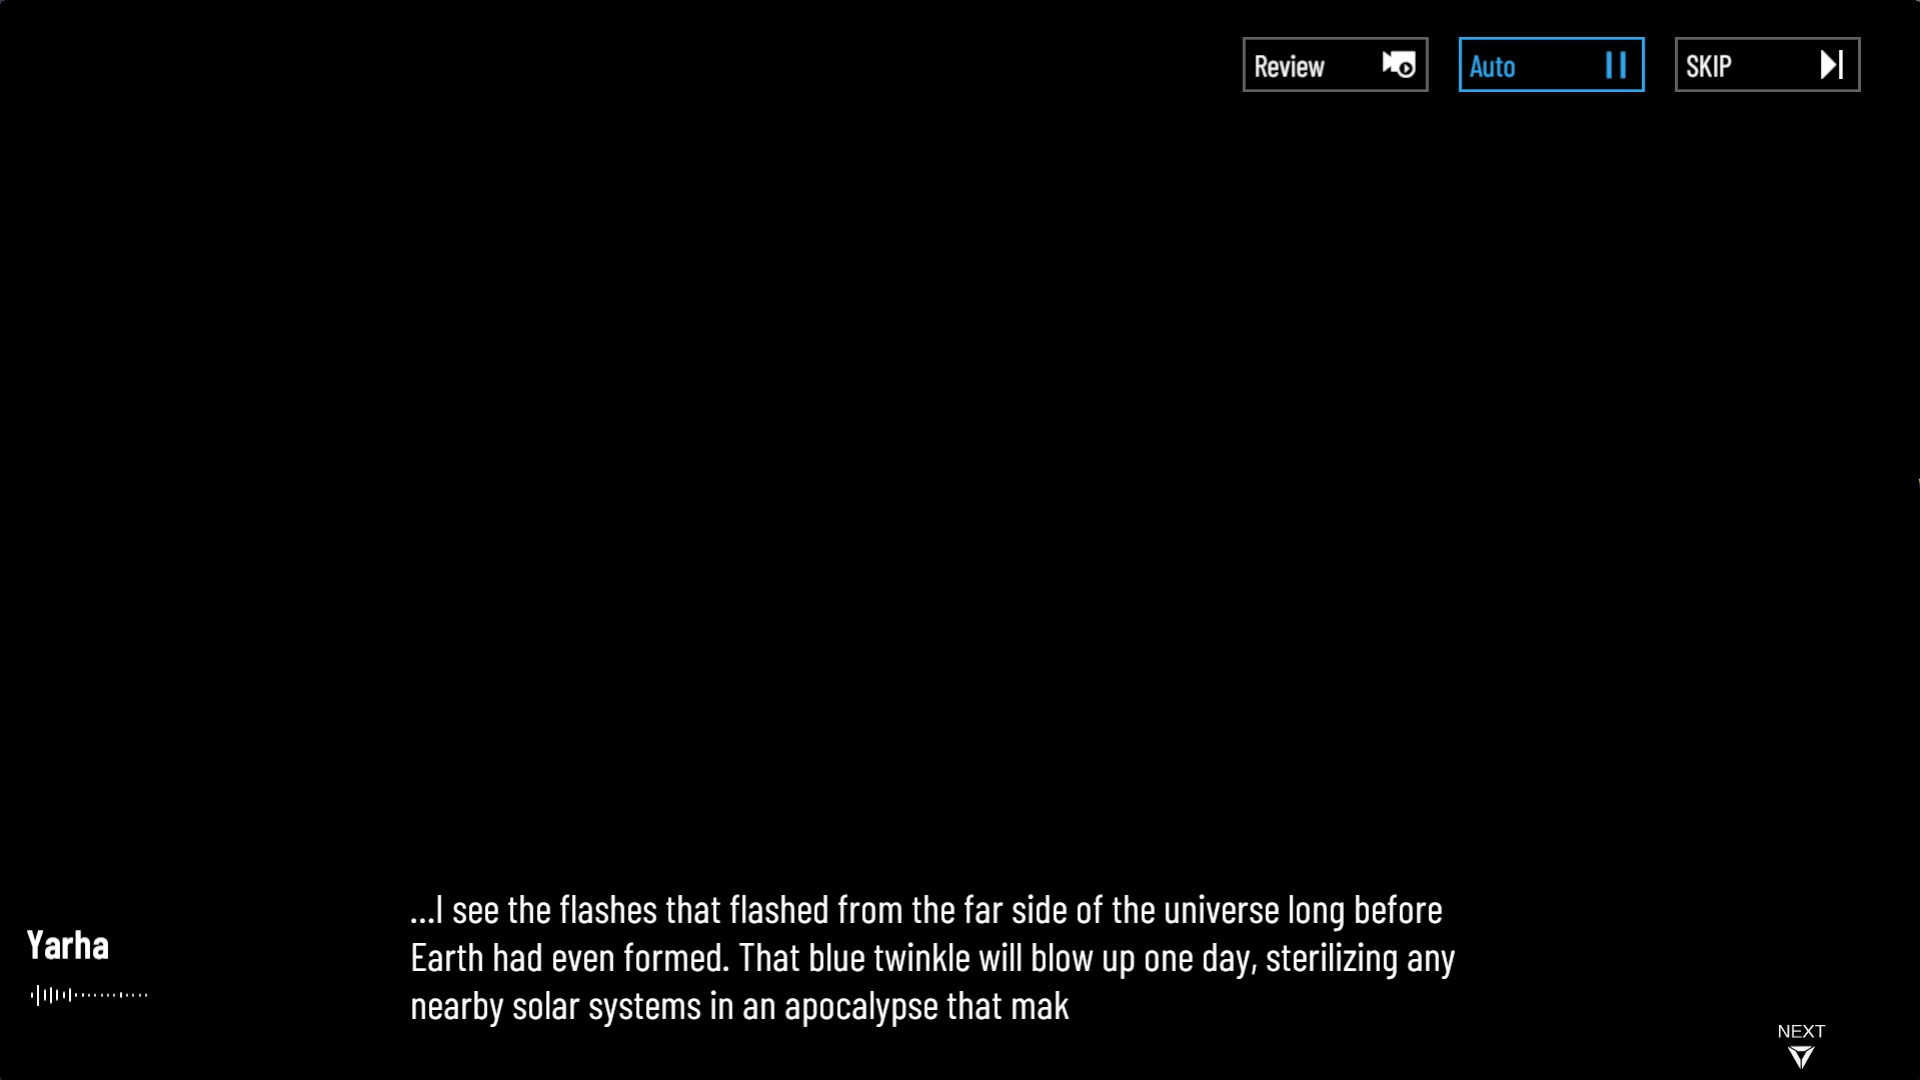 Review
Auto
SKIP
...I see the flashes that flashed from the far side of the universe long before
Earth had even formed. That blue twinkle will blow up one day, sterilizing any
nearby solar systems in an apocalypse that mak
Yarha
NEXT